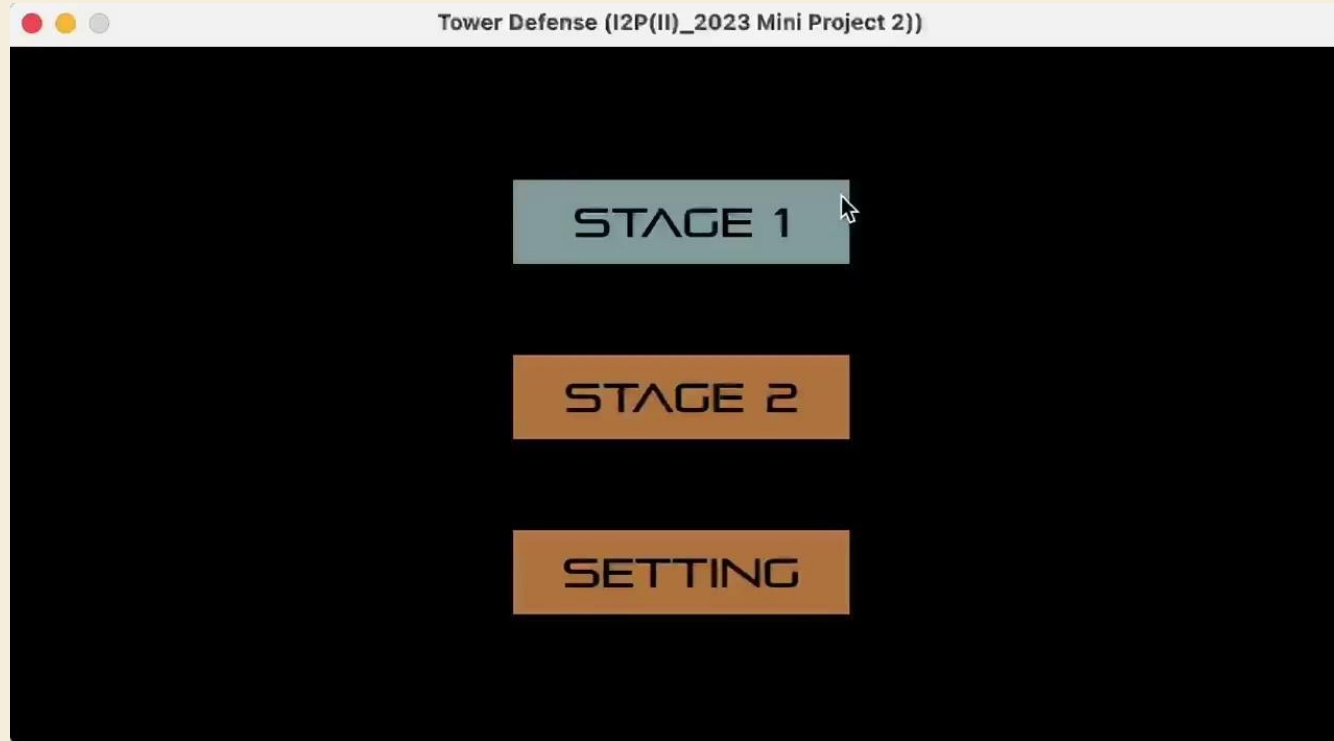 Tower Defense (I2P(II)_2023 Mini Project 2))
STAGE 1
STAGE 2
SETTING